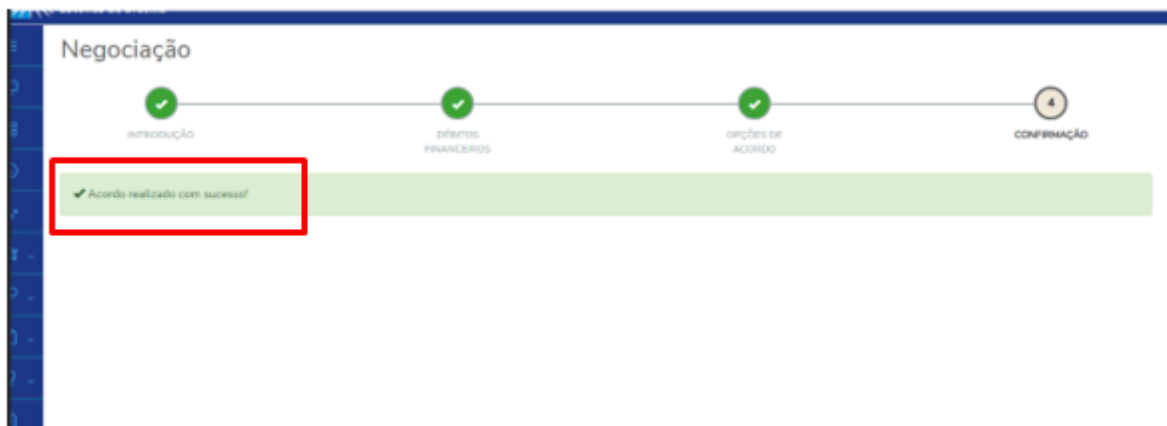 Negociação
4
INTRODUÇÃO
DÉBITOS
FINANCEIROS
OPÇÕES DE
ACORDO
CONFIRMAÇÃO
Acordo realizado com sucesso!